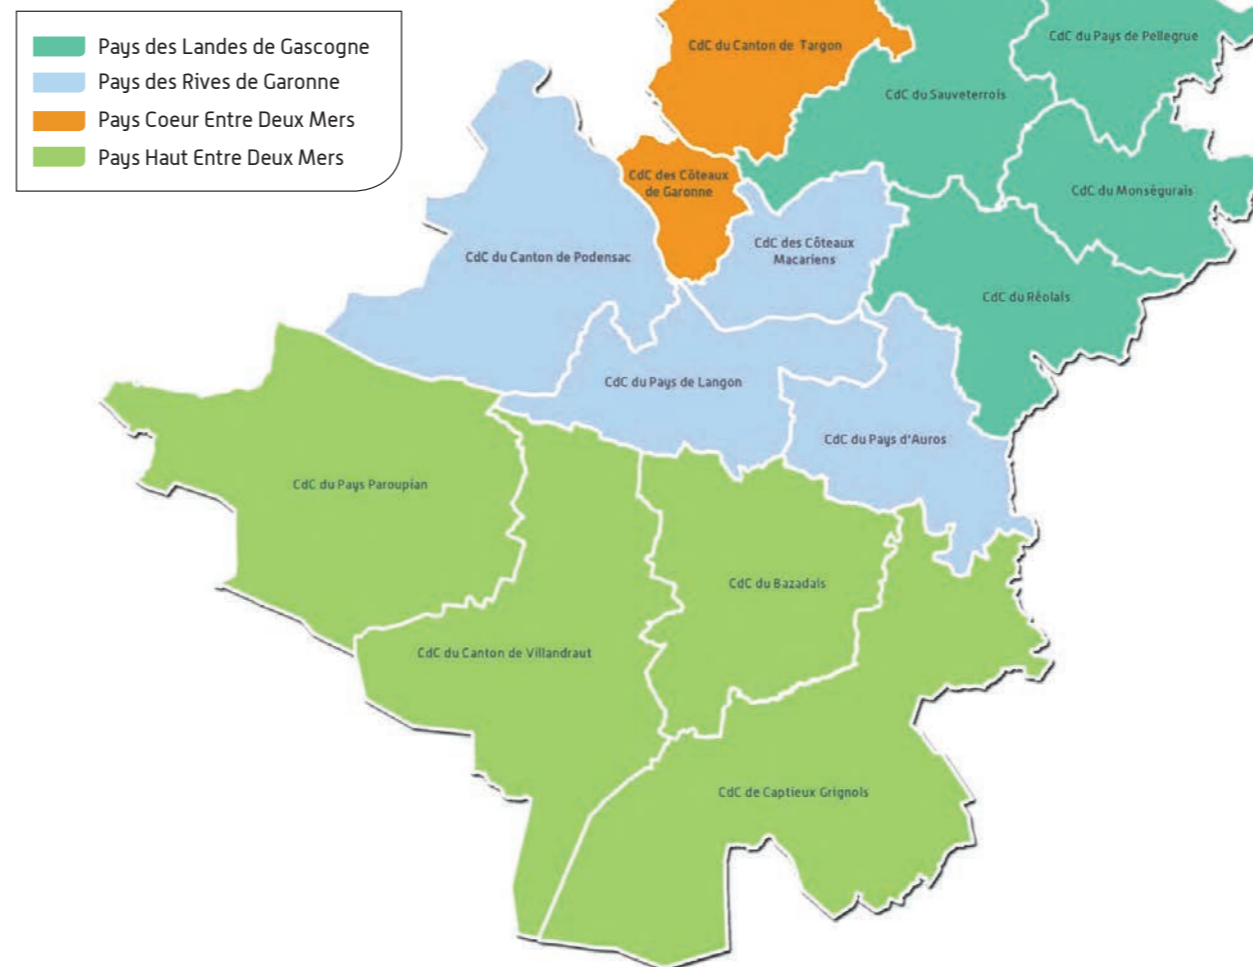 Pays des Landes de Gascogne
Pays des Rives de Garonne
Pays Coeur Entre Deux Mers
Pays Haut Entre Deux Mers
CdC du Canton de Targon
CdC du Pays de Pellegrue
CdC du Sauveterrois
CdC des Côteaux
de Garonne
CdC du Monségurais
CdC des Côteaux
Macariens
CdC du Canton de Podensac
CdC du Réolais
CdC du Pays de Langon
CdC du Pays d'Auros
CdC du Pays Paroupian
CdC du Bazadais
CdC du Canton de Villandraut
CdC de Captieux Grignols